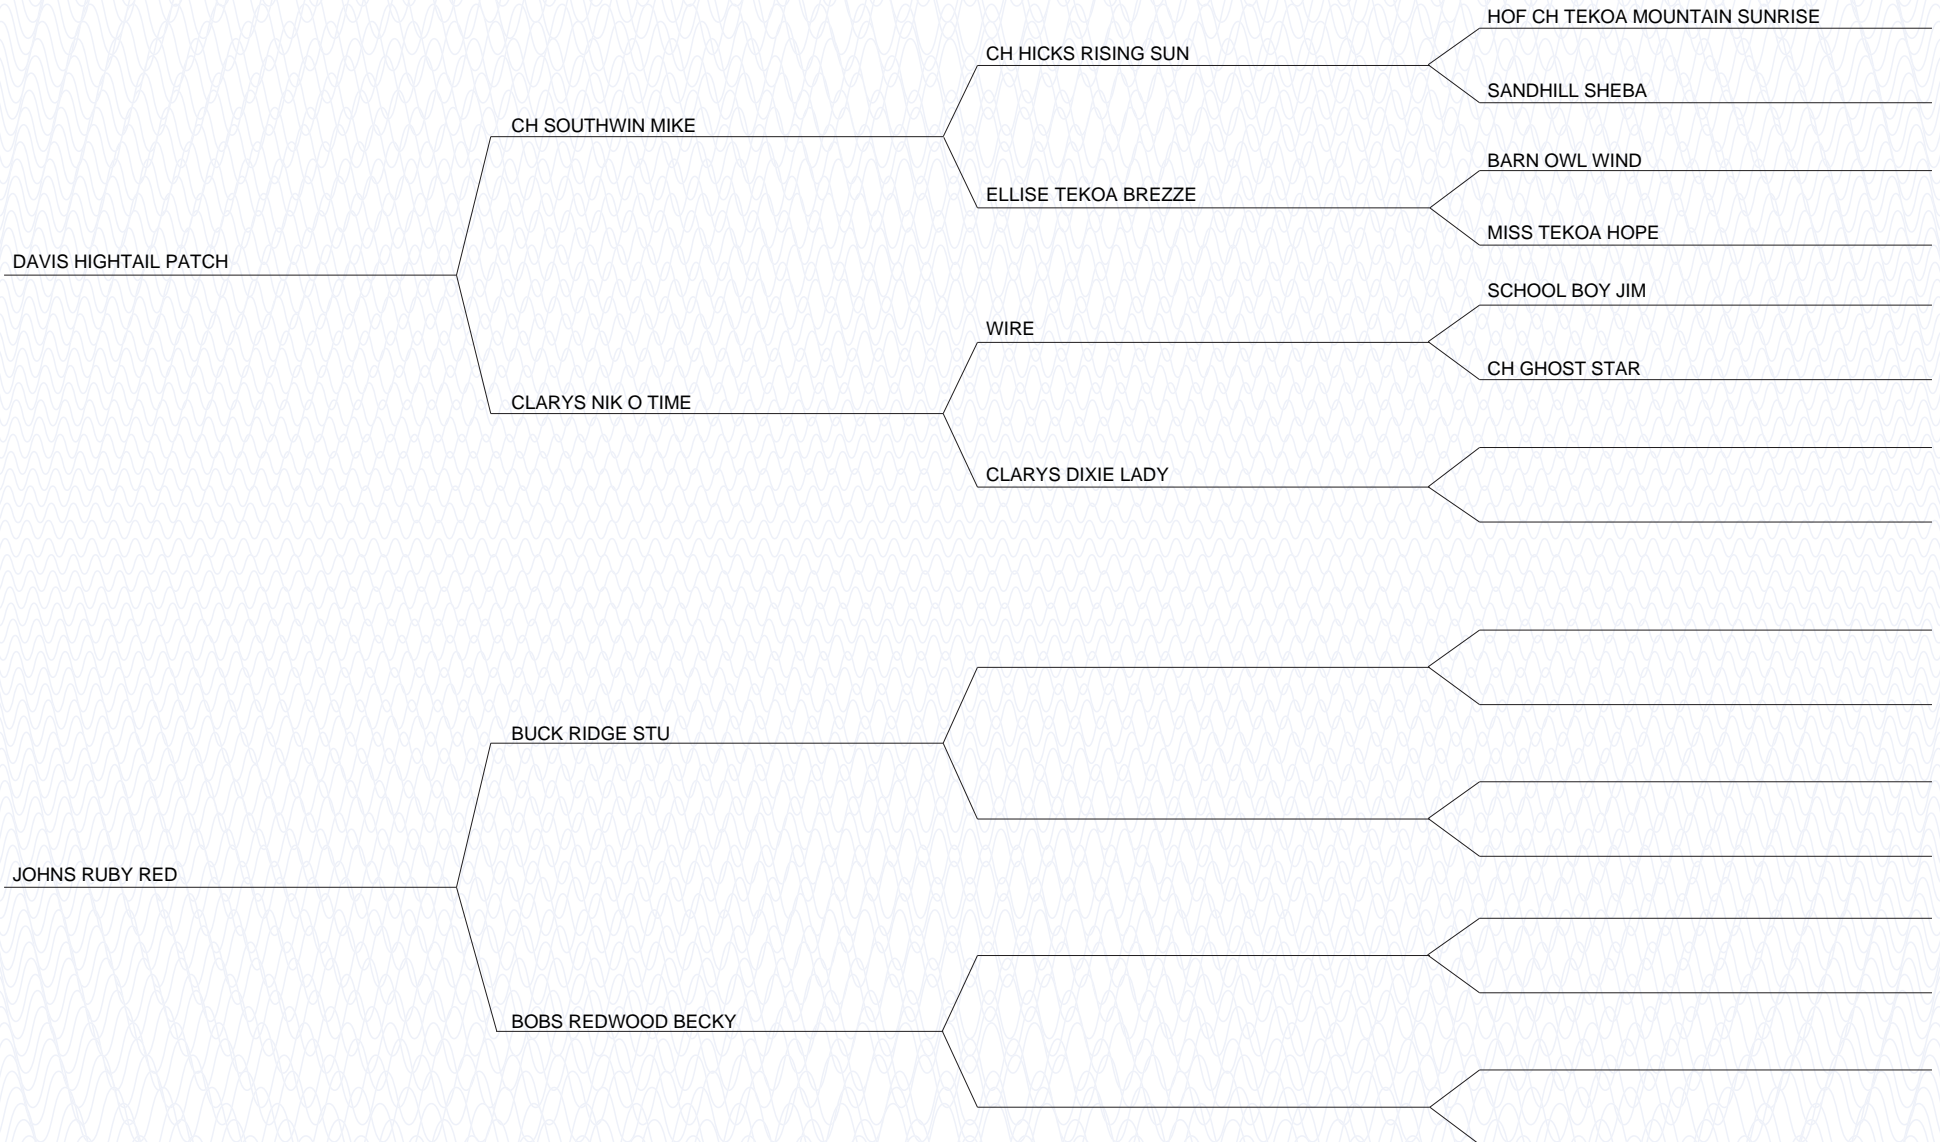 HOF CH TEKOA MOUNTAIN SUNRISE
CH HICKS RISING SUN
SANDHILL SHEBA
CH SOUTHWIN MIKE
BARN OWL WIND
ELLISE TEKOA BREZZE
MISS TEKOA HOPE
DAVIS HIGHTAIL PATCH
SCHOOL BOY JIM
WIRE
CH GHOST STAR
CLARYS NIK O TIME
CLARYS DIXIE LADY
BUCK RIDGE STU
JOHNS RUBY RED
BOBS REDWOOD BECKY